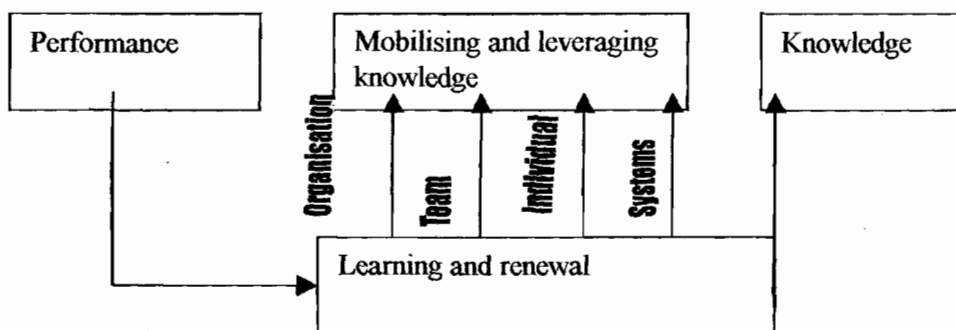 Performance
Mobilising and leveraging
knowledge
Knowledge
Organisation
Team
Individual
Systems
Learning and renewal